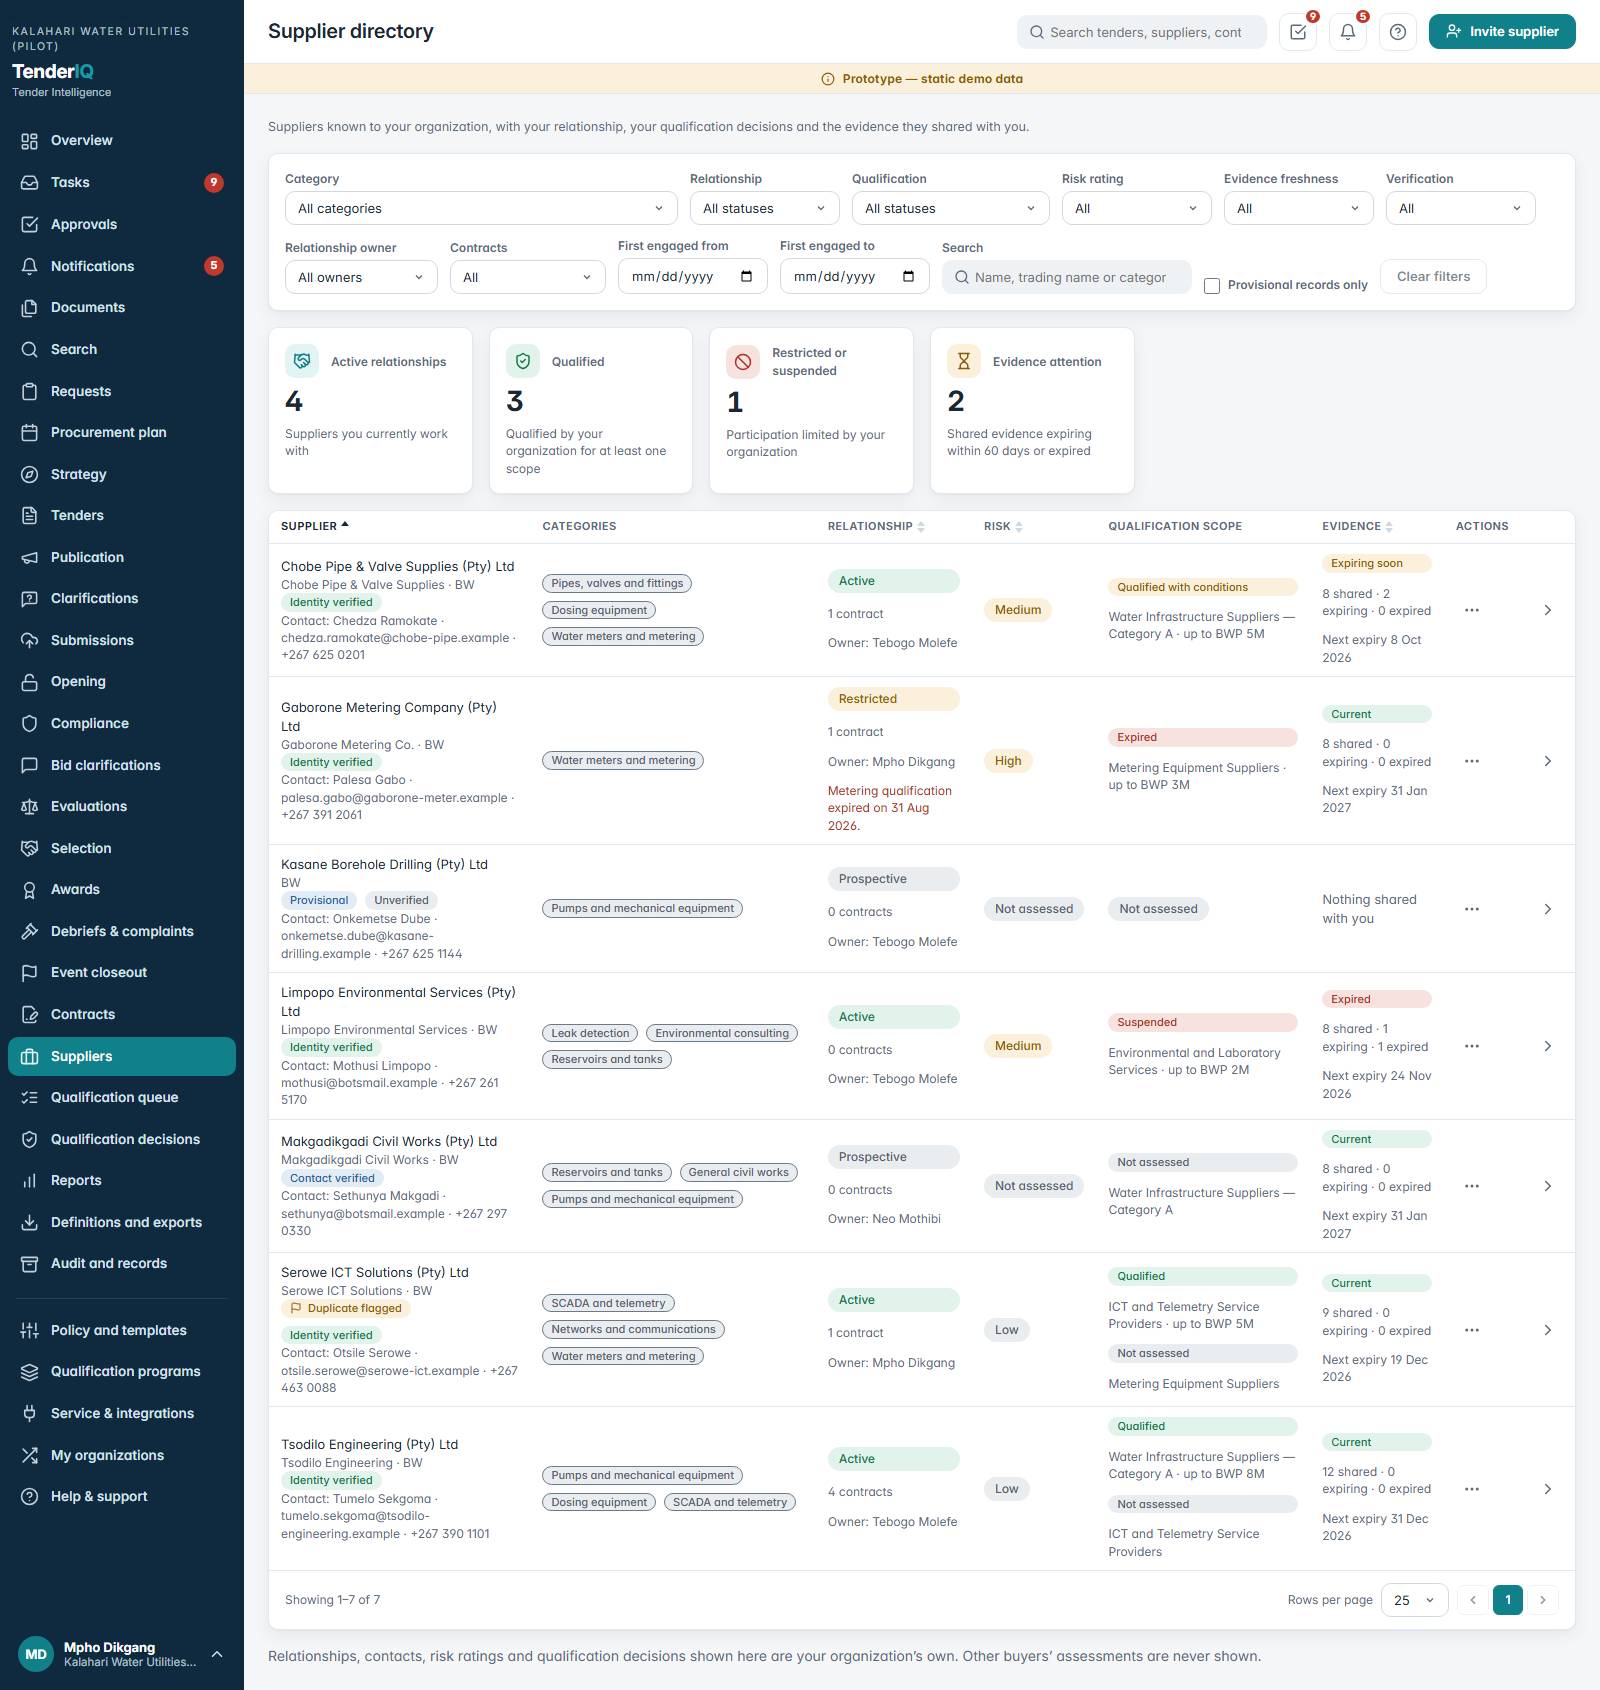 KALAHARI WATER UTILITIES
(PILOT)
TenderIQ
Tender Intelligence
Overview
Tasks 9
Approvals
Notifications 5
Documents
Search
Requests
Procurement plan
Strategy
Tenders
Publication
Clarifications
Submissions
Opening
Compliance
Bid clarifications
Evaluations
Selection
Awards
Debriefs & complaints
Event closeout
Contracts
Suppliers
Qualification queue
Qualification decisions
Reports
Definitions and exports
Audit and records
Policy and templates
Qualification programs
Service & integrations
My organizations
Help & support
MD
Mpho Dikgang
Kalahari Water Utilities...
Supplier directory
Search tenders, suppliers, cont
9
5
Invite supplier
Prototype — static demo data
Suppliers known to your organization, with your relationship, your qualification decisions and the evidence they shared with you.
Category Relationship Qualification Risk rating Evidence freshness Verification
All categories All statuses All statuses All All All
Relationship owner Contracts First engaged from First engaged to Search
All owners All mm/dd/yyyy mm/dd/yyyy Name, trading name or categor Provisional records only Clear filters
Active relationships
4
Suppliers you currently work
with
Qualified
3
Qualified by your
organization for at least one
scope
Restricted or
suspended
1
Participation limited by your
organization
Evidence attention
2
Shared evidence expiring
within 60 days or expired
SUPPLIER CATEGORIES RELATIONSHIP RISK QUALIFICATION SCOPE EVIDENCE ACTIONS
Chobe Pipe & Valve Supplies (Pty) Ltd
Chobe Pipe & Valve Supplies · BW
Identity verified
Contact: Chedza Ramokate ·
chedza.ramokate@chobe-pipe.example ·
+267 625 0201
Pipes, valves and fittings
Dosing equipment
Water meters and metering
Active
1 contract
Owner: Tebogo Molefe
Medium
Qualified with conditions
Water Infrastructure Suppliers —
Category A · up to BWP 5M
Expiring soon
8 shared · 2
expiring · 0 expired
Next expiry 8 Oct
2026
Gaborone Metering Company (Pty)
Ltd
Gaborone Metering Co. · BW
Identity verified
Contact: Palesa Gabo ·
palesa.gabo@gaborone-meter.example ·
+267 391 2061
Water meters and metering
Restricted
1 contract
Owner: Mpho Dikgang
Metering qualification
expired on 31 Aug
2026.
High
Expired
Metering Equipment Suppliers ·
up to BWP 3M
Current
8 shared · 0
expiring · 0 expired
Next expiry 31 Jan
2027
Kasane Borehole Drilling (Pty) Ltd
BW
Provisional Unverified
Contact: Onkemetse Dube ·
onkemetse.dube@kasane-
drilling.example · +267 625 1144
Pumps and mechanical equipment
Prospective
0 contracts
Owner: Tebogo Molefe
Not assessed
Not assessed
Nothing shared
with you
Limpopo Environmental Services (Pty)
Ltd
Limpopo Environmental Services · BW
Identity verified
Contact: Mothusi Limpopo ·
mothusi@botsmail.example · +267 261
5170
Leak detection Environmental consulting
Reservoirs and tanks
Active
0 contracts
Owner: Tebogo Molefe
Medium
Suspended
Environmental and Laboratory
Services · up to BWP 2M
Expired
8 shared · 1
expiring · 1 expired
Next expiry 24 Nov
2026
Makgadikgadi Civil Works (Pty) Ltd
Makgadikgadi Civil Works · BW
Contact verified
Contact: Sethunya Makgadi ·
sethunya@botsmail.example · +267 297
0330
Reservoirs and tanks General civil works
Pumps and mechanical equipment
Prospective
0 contracts
Owner: Neo Mothibi
Not assessed
Not assessed
Water Infrastructure Suppliers —
Category A
Current
8 shared · 0
expiring · 0 expired
Next expiry 31 Jan
2027
Serowe ICT Solutions (Pty) Ltd
Serowe ICT Solutions · BW
Duplicate flagged
Identity verified
Contact: Otsile Serowe ·
otsile.serowe@serowe-ict.example · +267
463 0088
SCADA and telemetry
Networks and communications
Water meters and metering
Active
1 contract
Owner: Mpho Dikgang
Low
Qualified
ICT and Telemetry Service
Providers · up to BWP 5M
Not assessed
Metering Equipment Suppliers
Current
9 shared · 0
expiring · 0 expired
Next expiry 19 Dec
2026
Tsodilo Engineering (Pty) Ltd
Tsodilo Engineering · BW
Identity verified
Contact: Tumelo Sekgoma ·
tumelo.sekgoma@tsodilo-
engineering.example · +267 390 1101
Pumps and mechanical equipment
Dosing equipment SCADA and telemetry
Active
4 contracts
Owner: Tebogo Molefe
Low
Qualified
Water Infrastructure Suppliers —
Category A · up to BWP 8M
Not assessed
ICT and Telemetry Service
Providers
Current
12 shared · 0
expiring · 0 expired
Next expiry 31 Dec
2026
Showing 1–7 of 7
Rows per page 25 1
Relationships, contacts, risk ratings and qualification decisions shown here are your organization’s own. Other buyers’ assessments are never shown.